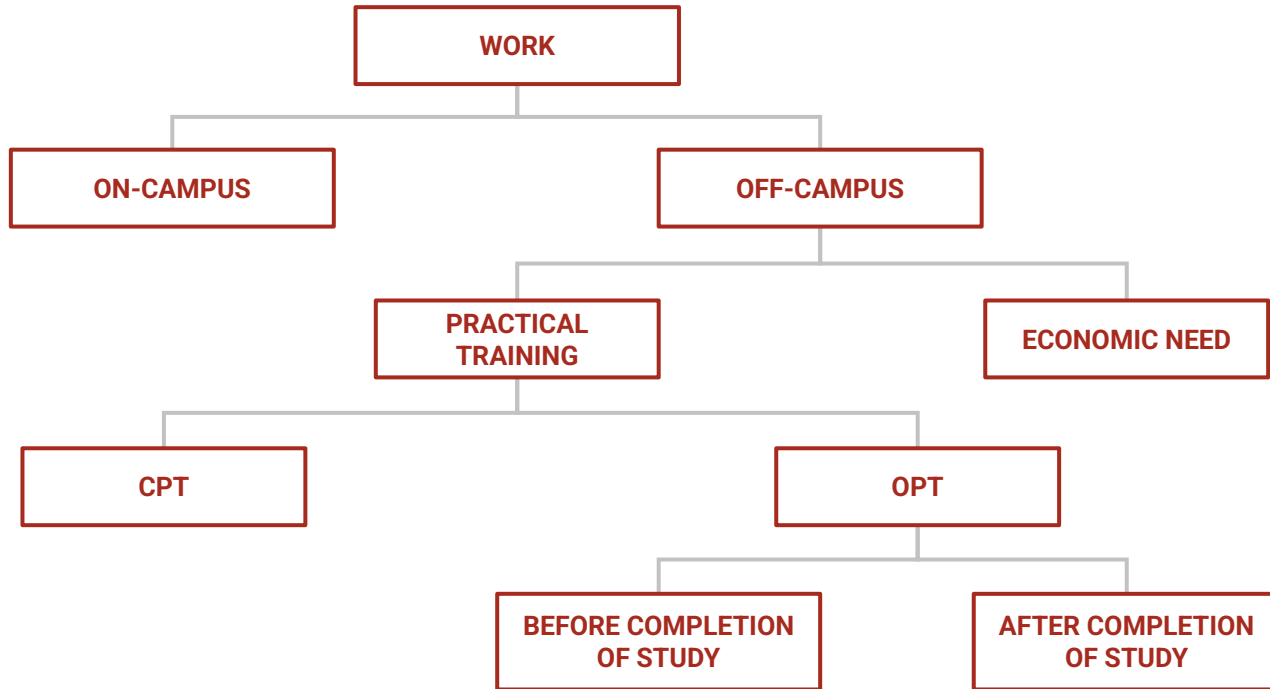 WORK
ON-CAMPUS
OFF-CAMPUS
PRACTICAL
TRAINING
ECONOMIC NEED
CPT
OPT
BEFORE COMPLETION
OF STUDY
AFTER COMPLETION
OF STUDY